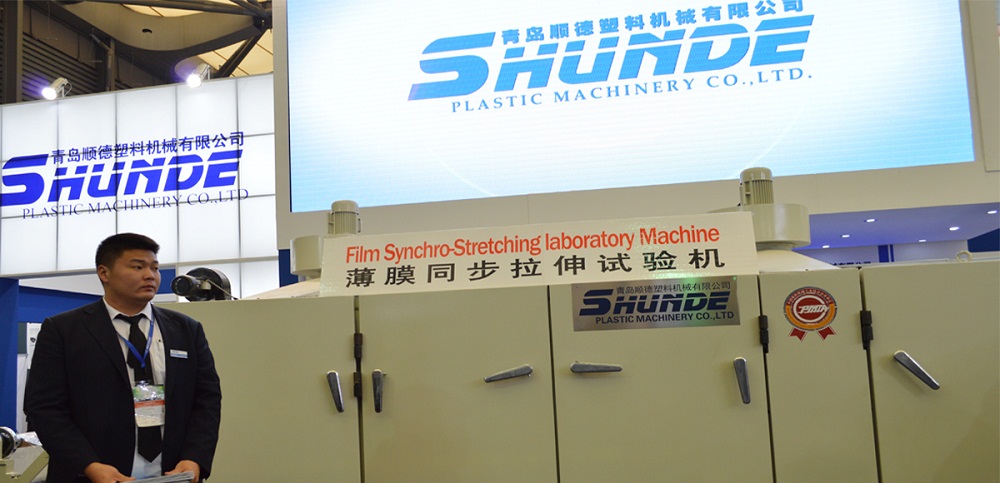 青岛顺德塑料机械有限公司
SHUNDE
PLASTIC MACHINERY CO.,LTD.
青岛顺德塑料机械有限公司
SHUNDE
PLASTIC MACHINERY CO.,LTD
Film Synchro-Stretching laboratory Machine
薄膜同步拉伸试验机
青岛顺德塑料机械有限公司
SHUNDE
PLASTIC MACHINERY CO.,LTD